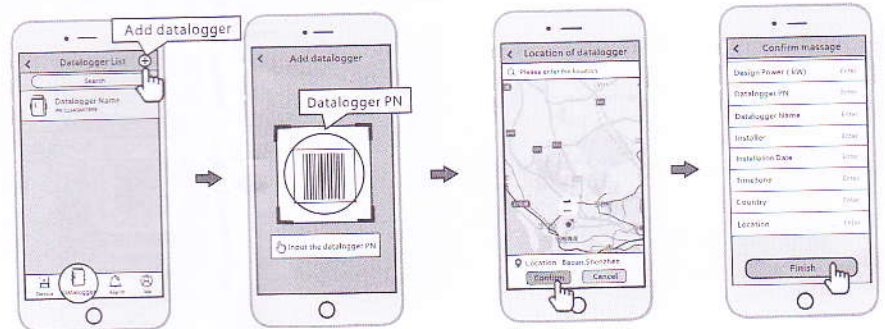 Add datalogger
Datalogger List
Search
Datalogger Name
Datalogger
Me
Add datalogger
Datalogger PN
Input the datalogger PN
Location of datalogger
Please enter the location
Location Baoan.Shenzhen
Confirm
Cancel
Confirm massage
Design Power ( kW)
Enter
Datalogger PN
Enter
Datalogger Name
Enter
Installer
Enter
Installation Date
Enter
Timezone
Enter
Country
Enter
Location
Enter
Finish